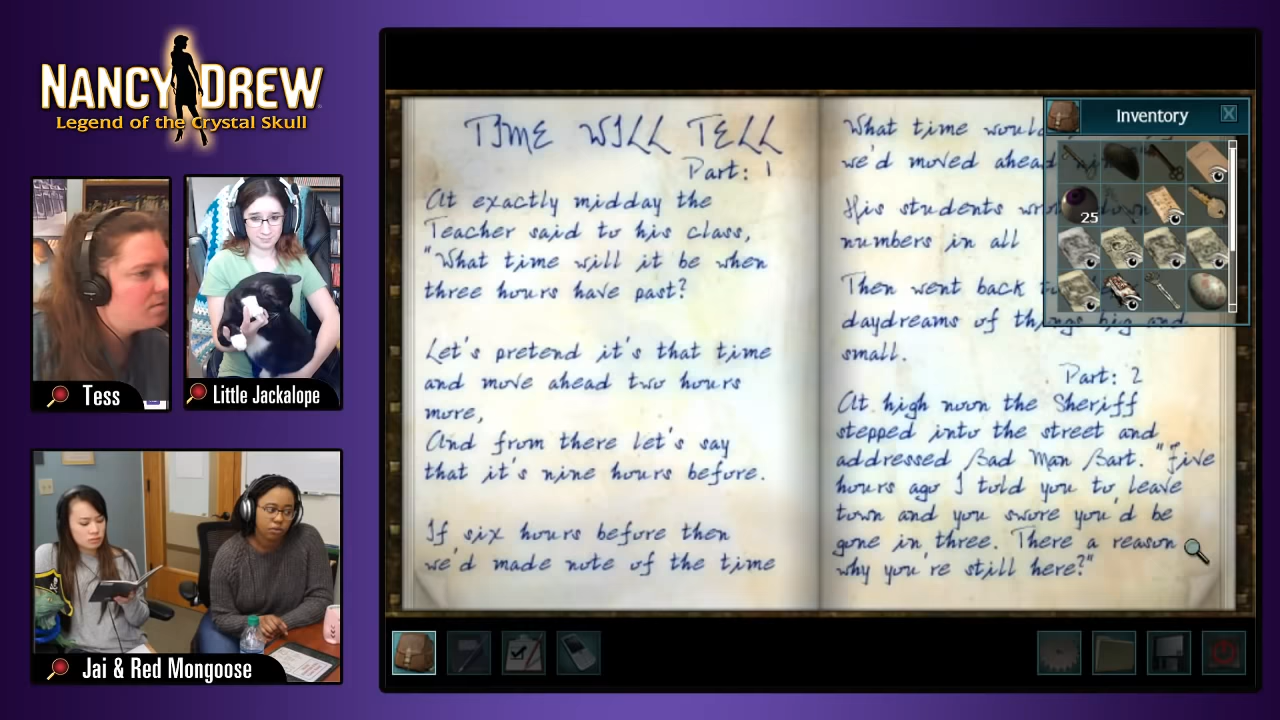 NANCY DREW
Legend of the Crystal Skull
Tess
Little Jackalope
Jai & Red Mongoose
TIME WILL TELL
Part: 1
At exactly midday the
Teacher said to his class,
"What time will it be when
three hours have past?
Let's pretend it's that time
and move ahead two hours
more,
And from there let's say
that it's nine hours before.
If six hours before then
we'd made note of the time
What time would
we'd moved ahead
His students wrote down
numbers in all
Then went back
daydreams of things big and
small.
Part: 2
At high noon the Sheriff
stepped into the street and
addressed Bad Man Bart. "Five
hours ago I told you to leave
town and you swore you'd be
gone in three. There a reason
why you're still here?"
Inventory
X
25